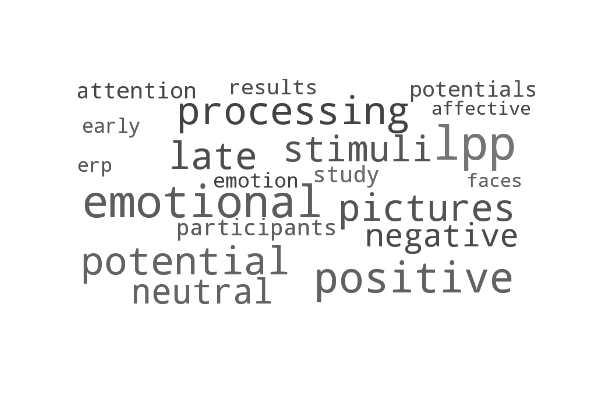 attention results potentials
processing affective
early late stimuli lpp
erp emotion study faces
emotional pictures
participants negative
potential positive
neutral